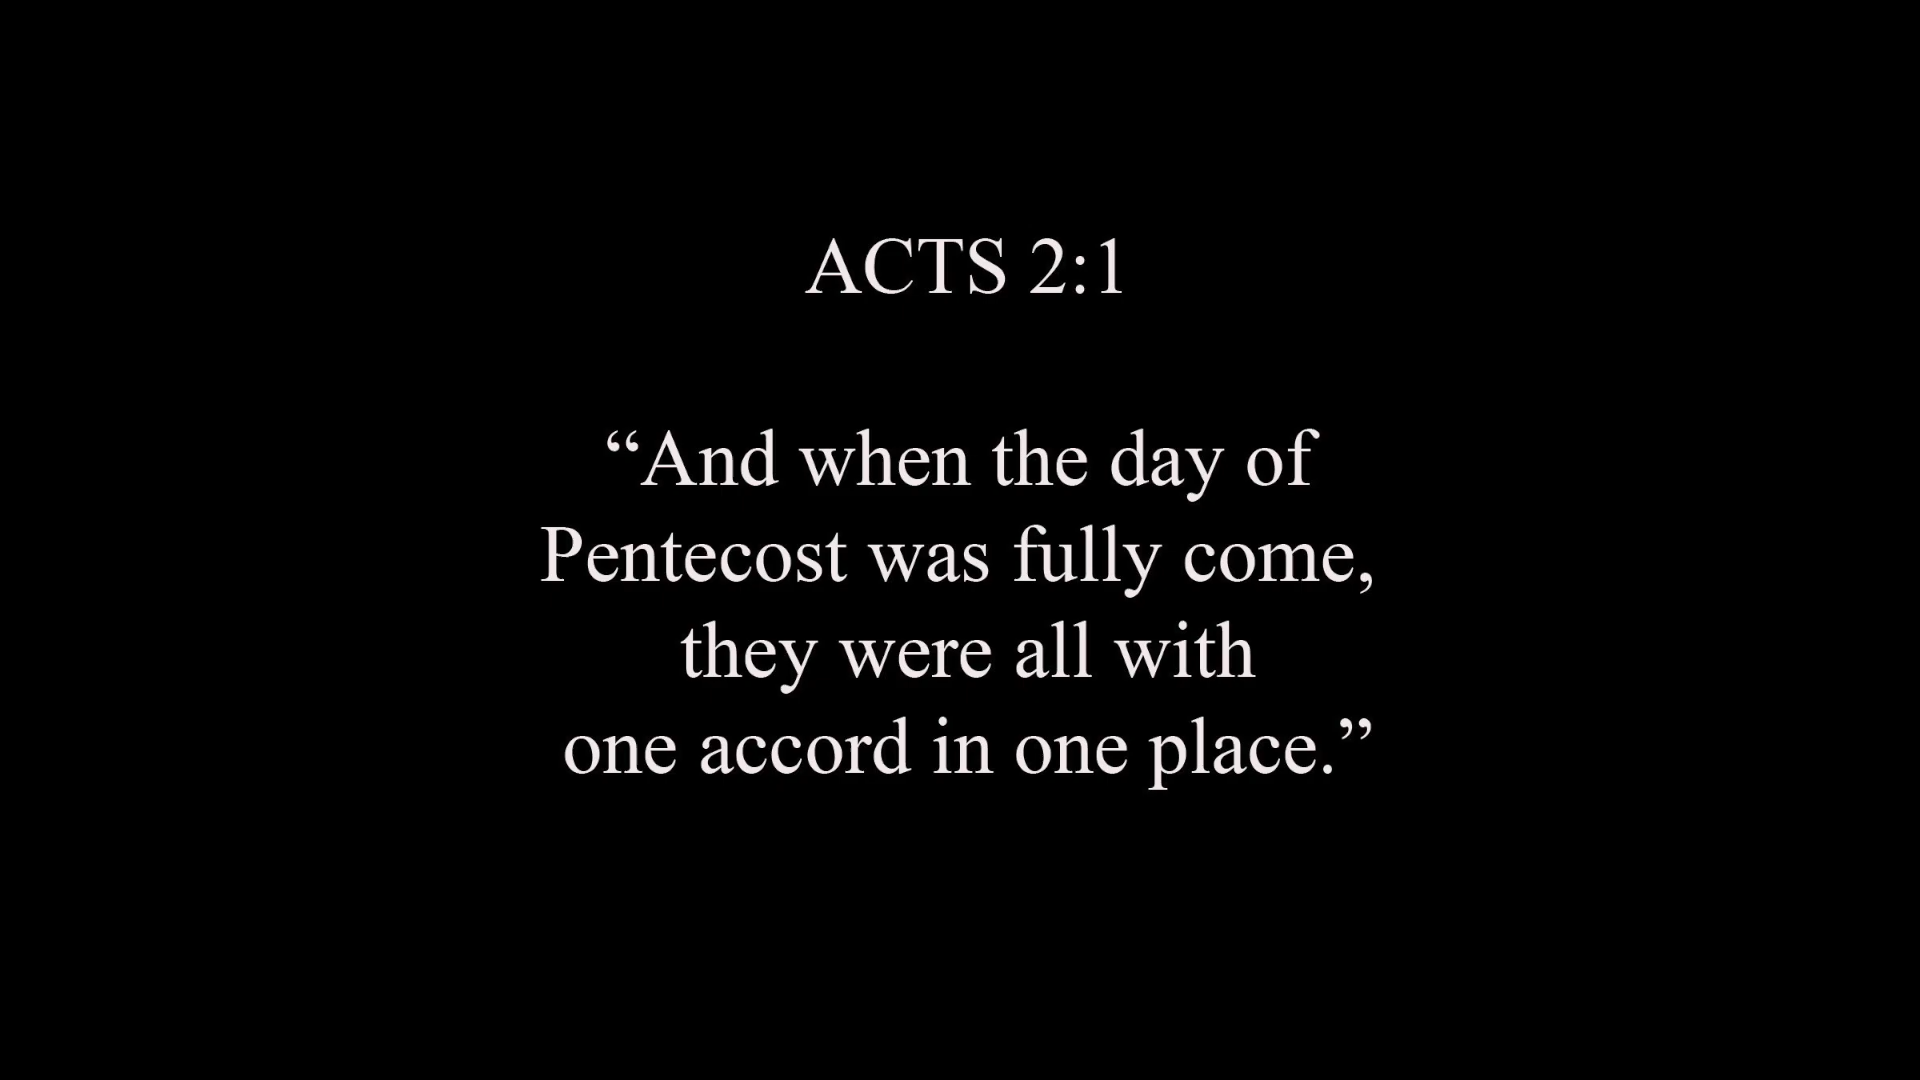 ACTS 2:1
“And when the day of
Pentecost was fully come,
they were all with
one accord in one place.”